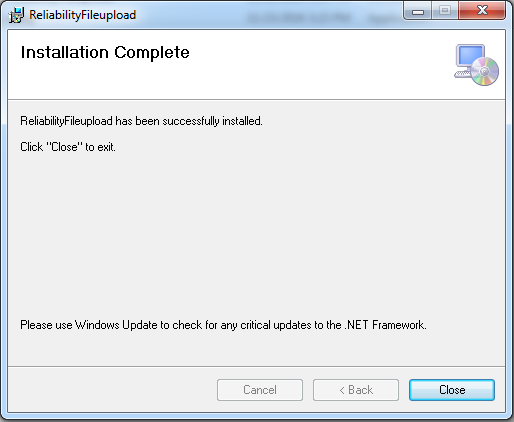 ReliabilityFileupload
Installation Complete
ReliabilityFileupload has been successfully installed.
Click "Close" to exit.
Please use Windows Update to check for any critical updates to the .NET Framework.
Cancel
< Back
Close